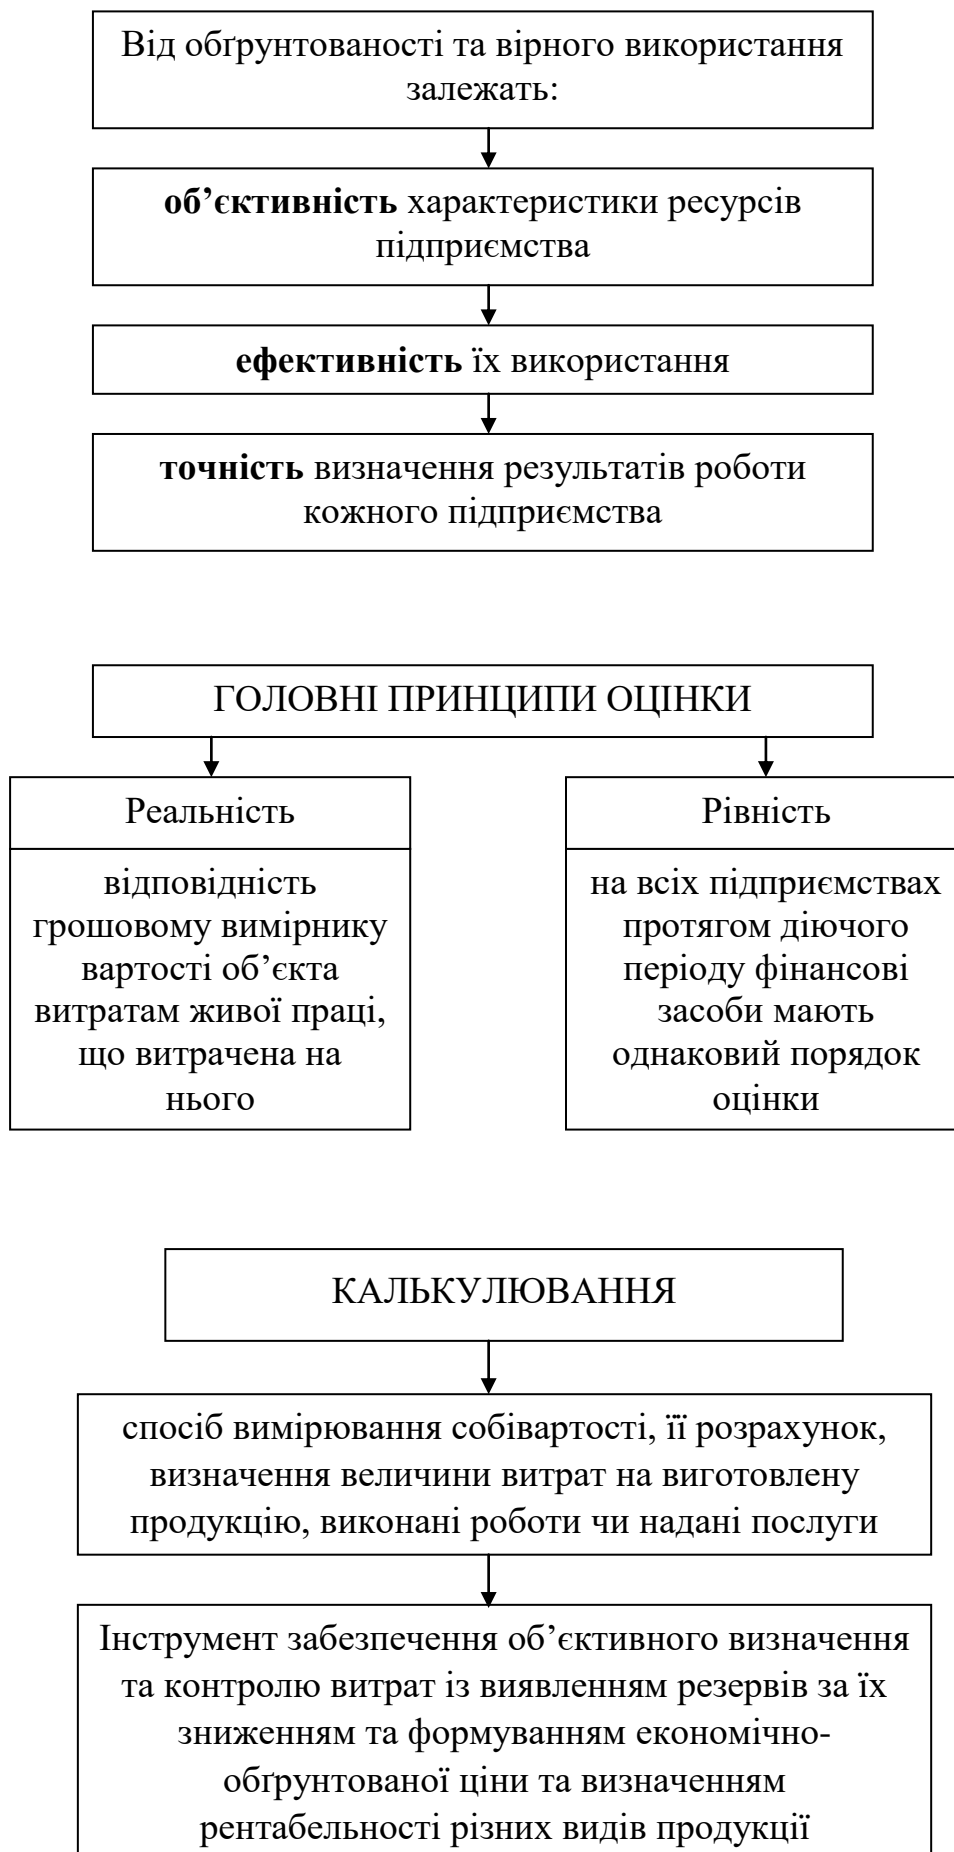 Від обґрунтованості та вірного використання
залежать:
об’єктивність характеристики ресурсів
підприємства
ефективність їх використання
точність визначення результатів роботи
кожного підприємства
ГОЛОВНІ ПРИНЦИПИ ОЦІНКИ
Реальність
відповідність
грошовому вимірнику
вартості об’єкта
витратам живої праці,
що витрачена на
нього
Рівність
на всіх підприємствах
протягом діючого
періоду фінансові
засоби мають
однаковий порядок
оцінки
КАЛЬКУЛЮВАННЯ
спосіб вимірювання собівартості, її розрахунок,
визначення величини витрат на виготовлену
продукцію, виконані роботи чи надані послуги
Інструмент забезпечення об’єктивного визначення
та контролю витрат із виявленням резервів за їх
зниженням та формуванням економічно-
обґрунтованої ціни та визначенням
рентабельності різних видів продукції